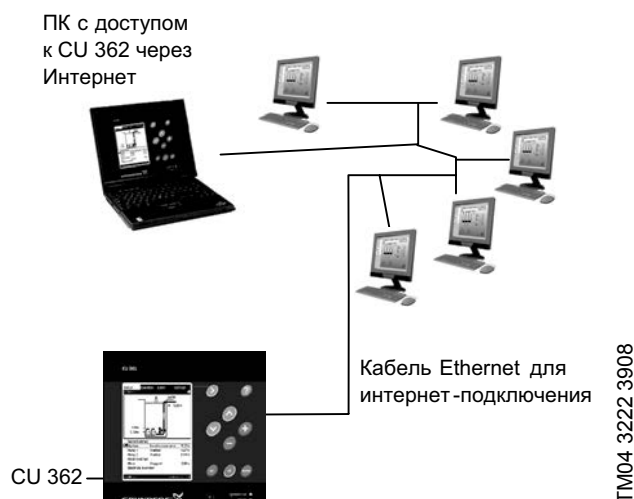 ПК с доступом
к CU 362 через
Интернет
Кабель Ethernet для
интернет-подключения
CU 362
TM04 3222 3908